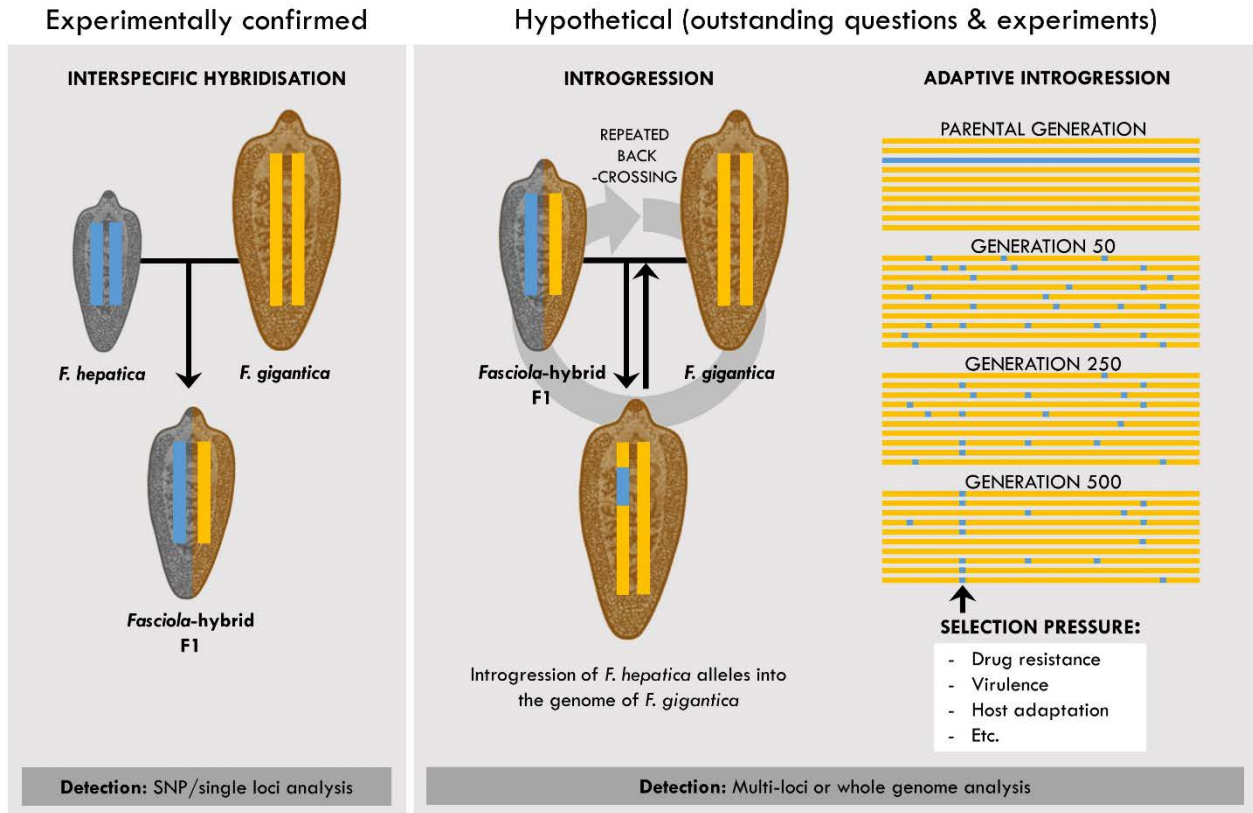 Experimentally confirmed
Hypothetical (outstanding questions & experiments)
INTERSPECIFIC HYBRIDISATION
F. hepatica
F. gigantica
Fasciola-hybrid
F1
Detection: SNP/single loci analysis
INTROGRESSION
REPEATED
BACK
-CROSSING
Fasciola-hybrid
F1
F. gigantica
Introgression of F. hepatica alleles into
the genome of F. gigantica
ADAPTIVE INTROGRESSION
PARENTAL GENERATION
GENERATION 50
GENERATION 250
GENERATION 500
SELECTION PRESSURE:
- Drug resistance
- Virulence
- Host adaptation
- Etc.
Detection: Multi-loci or whole genome analysis